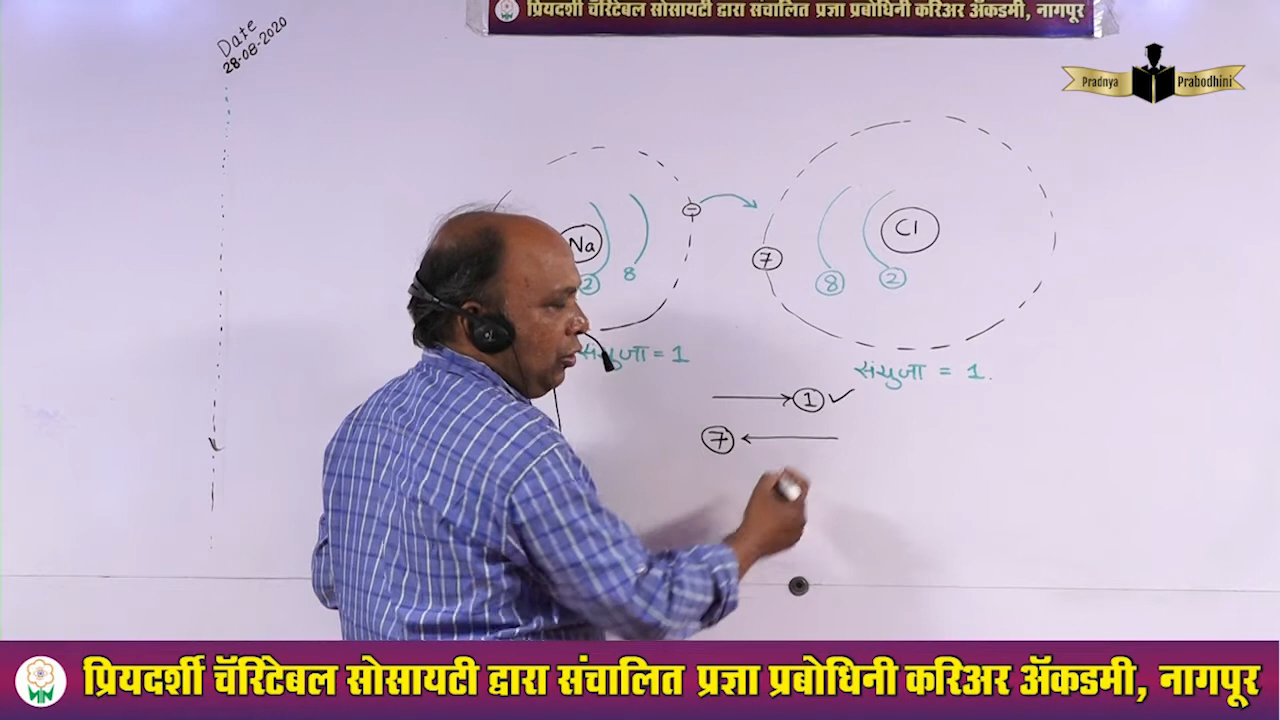 प्रियदर्शी चॅरिटेबल सोसायटी द्वारा संचालित प्रज्ञा प्रबोधिनी करिअर ॲकडमी, नागपूर
Date
28-08-2020
Pradnya Prabodhini
Na
2
8
−
7
8
2
Cl
संयुजा = 1
संयुजा = 1.
1 ✓
7
प्रियदर्शी चॅरिटेबल सोसायटी द्वारा संचालित प्रज्ञा प्रबोधिनी करिअर ॲकडमी, नागपूर